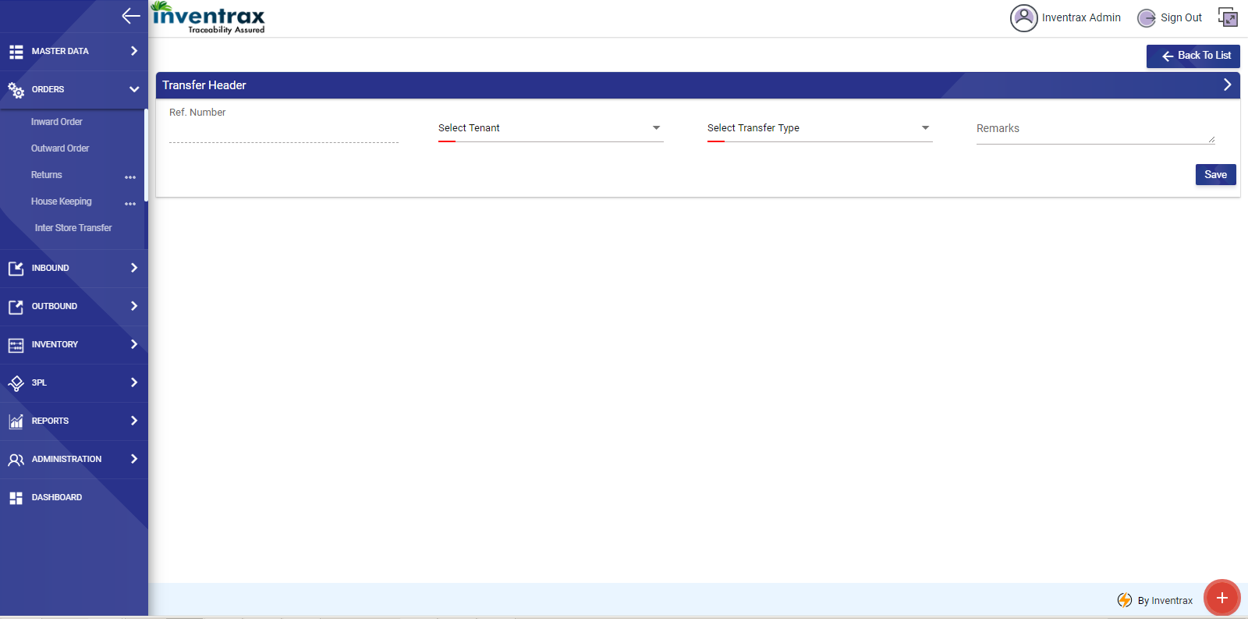 inventrax
Traceability Assured
Inventrax Admin
Sign Out
MASTER DATA
ORDERS
Inward Order
Outward Order
Returns
House Keeping
Inter Store Transfer
INBOUND
OUTBOUND
INVENTORY
3PL
REPORTS
ADMINISTRATION
DASHBOARD
Back To List
Transfer Header
Ref. Number
Select Tenant
Select Transfer Type
Remarks
Save
By Inventrax